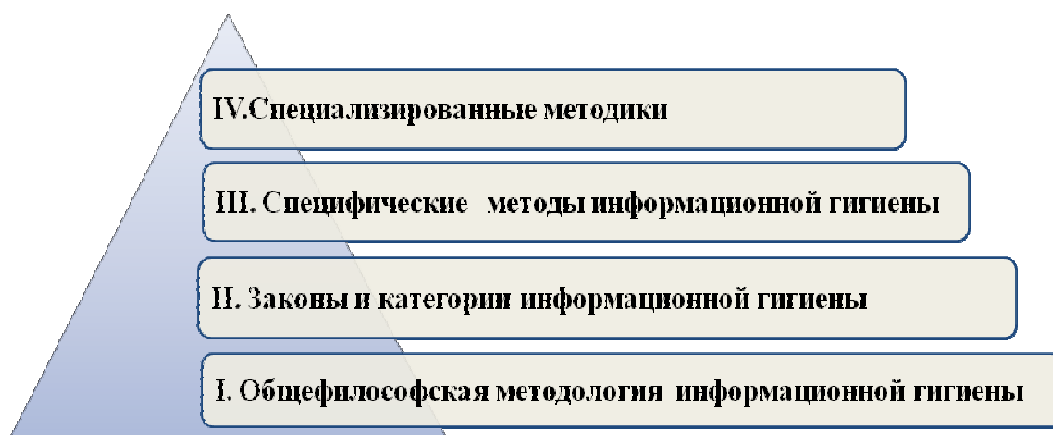 IV.Специализированные методики
III. Специфические методы информационной гигиены
II. Законы и категории информационной гигиены
I. Общефилософская методология информационной гигиены